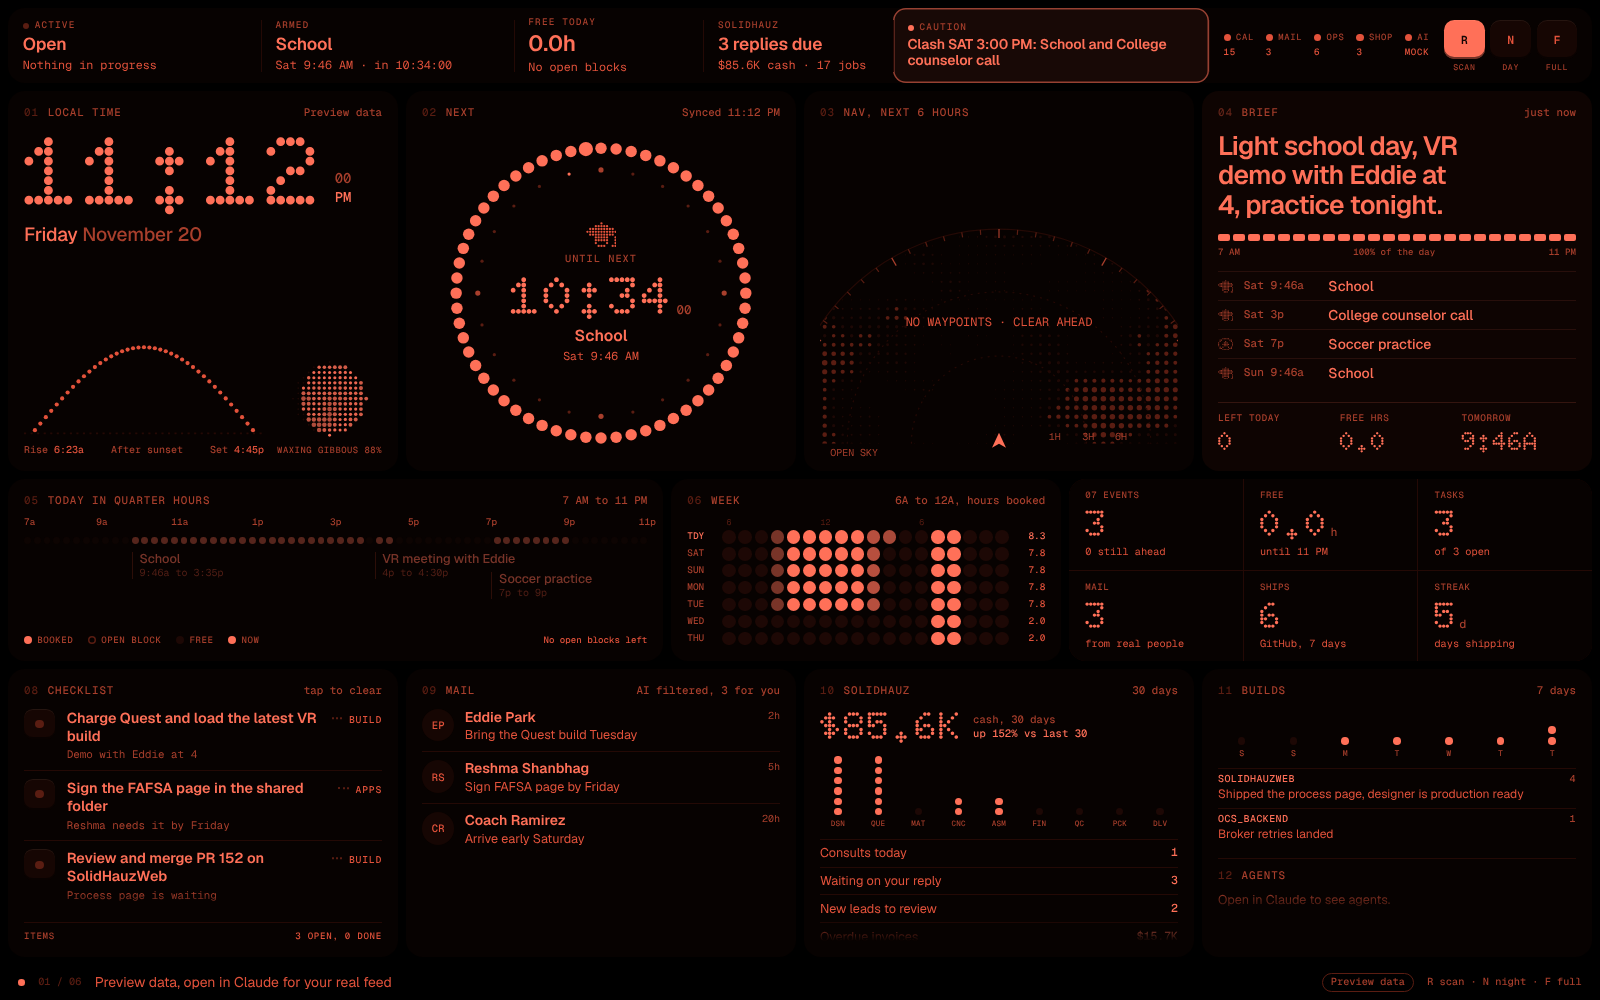 ACTIVE
Open
Nothing in progress
ARMED
School
Sat 9:46 AM · in 10:34:00
FREE TODAY
0.0h
No open blocks
SOLIDHAUZ
3 replies due
$85.6K cash · 17 jobs
CAUTION
Clash SAT 3:00 PM: School and College
counselor call
CAL MAIL OPS SHOP AI
15 3 6 3 MOCK
R N F
SCAN DAY FULL
01 LOCAL TIME Preview data
11:12
00
PM
Friday November 20
Rise 6:23a After sunset Set 4:45p WAXING GIBBOUS 88%
02 NEXT Synced 11:12 PM
UNTIL NEXT
10:34 00
School
Sat 9:46 AM
03 NAV, NEXT 6 HOURS
NO WAYPOINTS · CLEAR AHEAD
1H 3H 6H
OPEN SKY
04 BRIEF just now
Light school day, VR
demo with Eddie at
4, practice tonight.
7 AM 100% of the day 11 PM
Sat 9:46a School
Sat 3p College counselor call
Sat 7p Soccer practice
Sun 9:46a School
LEFT TODAY FREE HRS TOMORROW
0 0.0 9:46A
05 TODAY IN QUARTER HOURS 7 AM to 11 PM
7a 9a 11a 1p 3p 5p 7p 9p 11p
School
9:46a to 3:35p
VR meeting with Eddie
4p to 4:30p
Soccer practice
7p to 9p
BOOKED OPEN BLOCK FREE NOW No open blocks left
06 WEEK 6A to 12A, hours booked
6 12 6
TDY 8.3
SAT 7.8
SUN 7.8
MON 7.8
TUE 7.8
WED 2.0
THU 2.0
07 EVENTS
3
0 still ahead
FREE
0.0 h
until 11 PM
TASKS
3
of 3 open
MAIL
3
from real people
SHIPS
6
GitHub, 7 days
STREAK
5 d
days shipping
08 CHECKLIST tap to clear
Charge Quest and load the latest VR
build
··· BUILD
Demo with Eddie at 4
Sign the FAFSA page in the shared
folder
··· APPS
Reshma needs it by Friday
Review and merge PR 152 on
SolidHauzWeb
··· BUILD
Process page is waiting
ITEMS 3 OPEN, 0 DONE
09 MAIL AI filtered, 3 for you
EP Eddie Park 2h
Bring the Quest build Tuesday
RS Reshma Shanbhag 5h
Sign FAFSA page by Friday
CR Coach Ramirez 20h
Arrive early Saturday
10 SOLIDHAUZ 30 days
$85.6K
cash, 30 days
up 152% vs last 30
DSN QUE MAT CNC ASM FIN QC PCK DLV
Consults today 1
Waiting on your reply 3
New leads to review 2
Overdue invoices $15.7K
11 BUILDS 7 days
S S M T W T T
SOLIDHAUZWEB 4
Shipped the process page, designer is production ready
OCS_BACKEND 1
Broker retries landed
12 AGENTS
Open in Claude to see agents.
01 / 06 Preview data, open in Claude for your real feed
Preview data R scan · N night · F full